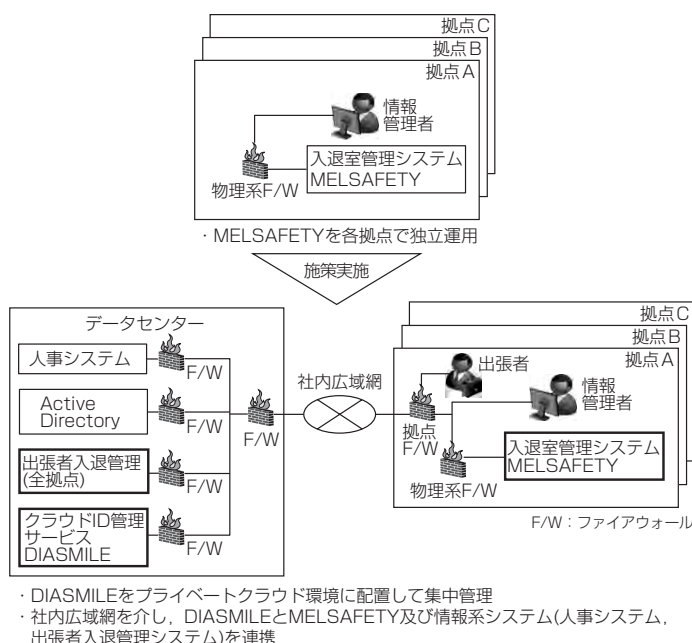 拠点C
拠点B
拠点A
情報
管理者
入退室管理システム
MELSAFETY
物理系F/W
・MELSAFETYを各拠点で独立運用
施策実施
データセンター
人事システム
F/W
Active
Directory
F/W
出張者入退管理
(全拠点)
F/W
クラウドID管理
サービス
DIASMILE
F/W
F/W
社内広域網
拠点C
拠点B
拠点A
出張者
情報
管理者
拠点
F/W
入退室管理システム
MELSAFETY
物理系F/W
F/W：ファイアウォール
・DIASMILEをプライベートクラウド環境に配置して集中管理
・社内広域網を介し，DIASMILEとMELSAFETY及び情報系システム(人事システム，
出張者入退管理システム)を連携